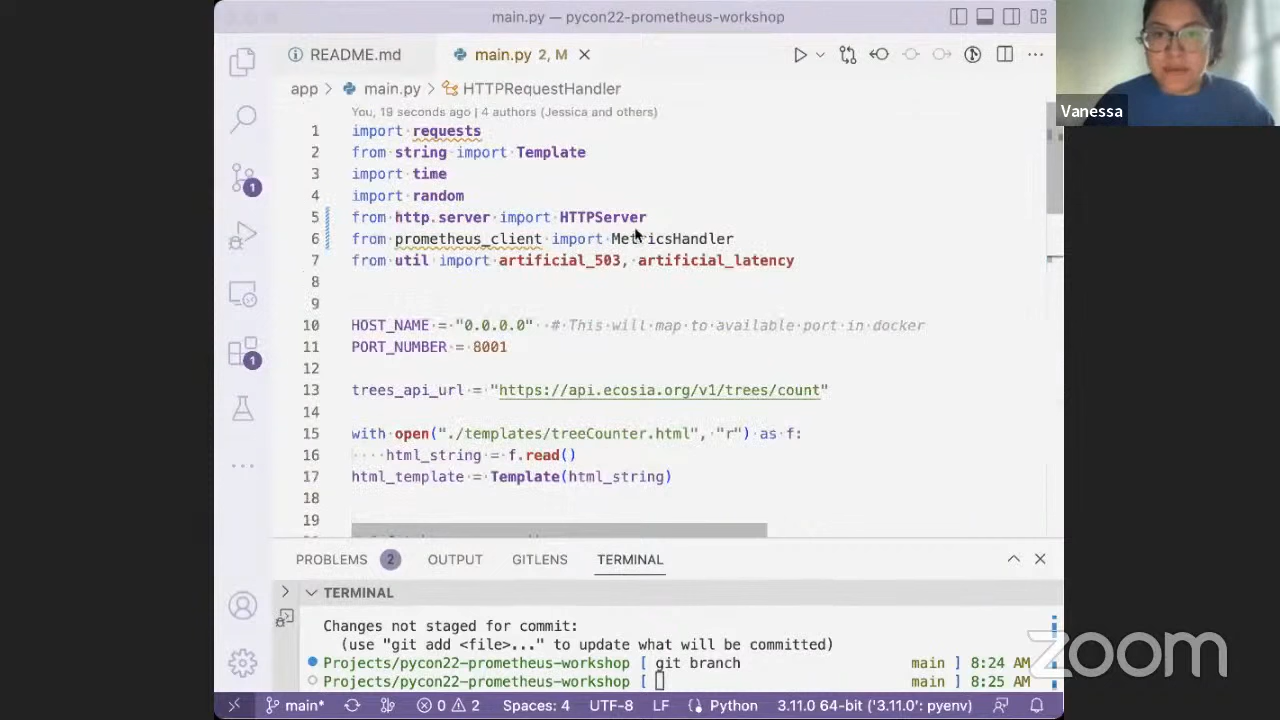 main.py — pycon22-prometheus-workshop
README.md
main.py 2, M
app > main.py > HTTPRequestHandler
You, 19 seconds ago | 4 authors (Jessica and others)
1 import requests
2 from string import Template
3 import time
4 import random
5 from http.server import HTTPServer
6 from prometheus_client import MetricsHandler
7 from util import artificial_503, artificial_latency
8
9
10 HOST_NAME = "0.0.0.0"  # This will map to available port in docker
11 PORT_NUMBER = 8001
12
13 trees_api_url = "https://api.ecosia.org/v1/trees/count"
14
15 with open("./templates/treeCounter.html", "r") as f:
16     html_string = f.read()
17 html_template = Template(html_string)
18
19
PROBLEMS 2 OUTPUT GITLENS TERMINAL
TERMINAL
Changes not staged for commit:
  (use "git add <file>..." to update what will be committed)
Projects/pycon22-prometheus-workshop [ git branch main ] 8:24 AM
Projects/pycon22-prometheus-workshop [ main ] 8:25 AM
main* 0 2 Spaces: 4 UTF-8 LF Python 3.11.0 64-bit ('3.11.0': pyenv)
1
1
Vanessa
zoom